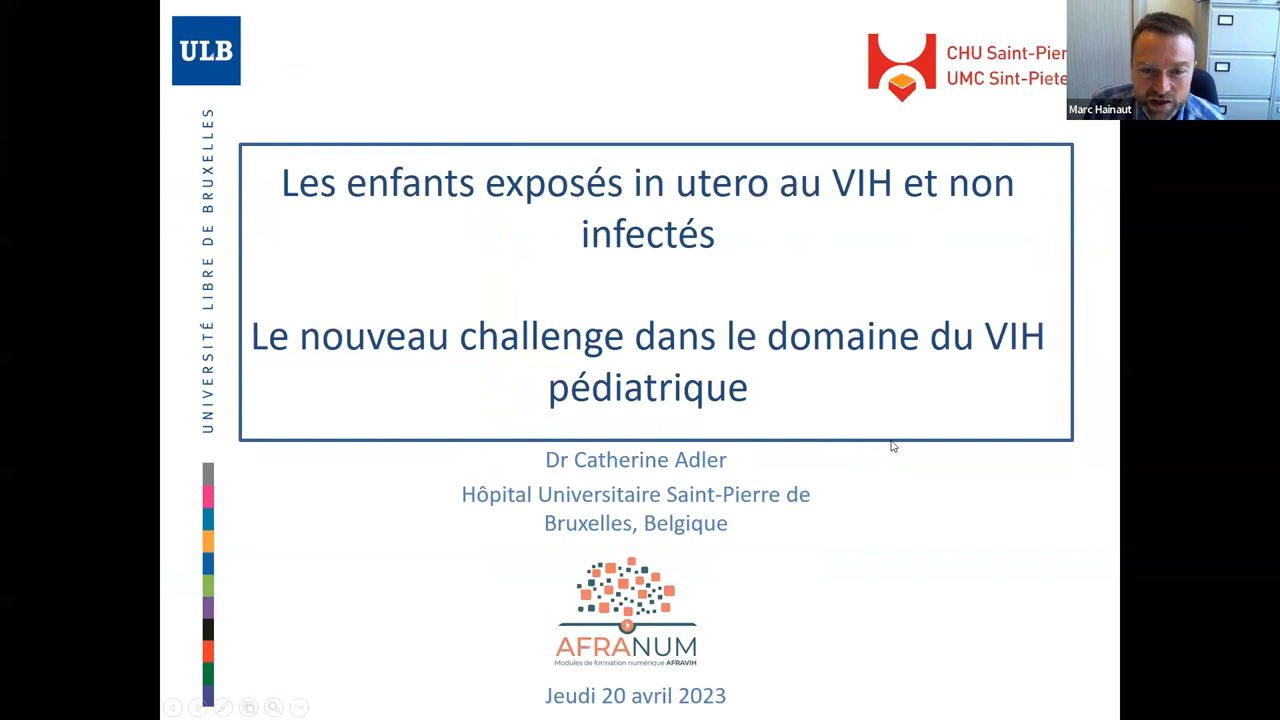 ULB
UNIVERSITÉ LIBRE DE BRUXELLES
CHU Saint-Pier
UMC Sint-Piete
Marc Hainaut
Les enfants exposés in utero au VIH et non
infectés
Le nouveau challenge dans le domaine du VIH
pédiatrique
Dr Catherine Adler
Hôpital Universitaire Saint-Pierre de
Bruxelles, Belgique
AFRANUM
Modules de formation numérique AFRAVIH
Jeudi 20 avril 2023